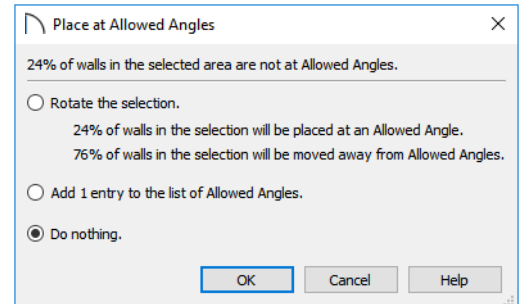 Place at Allowed Angles
24% of walls in the selected area are not at Allowed Angles.
Rotate the selection.
24% of walls in the selection will be placed at an Allowed Angle.
76% of walls in the selection will be moved away from Allowed Angles.
Add 1 entry to the list of Allowed Angles.
Do nothing.
OK Cancel Help